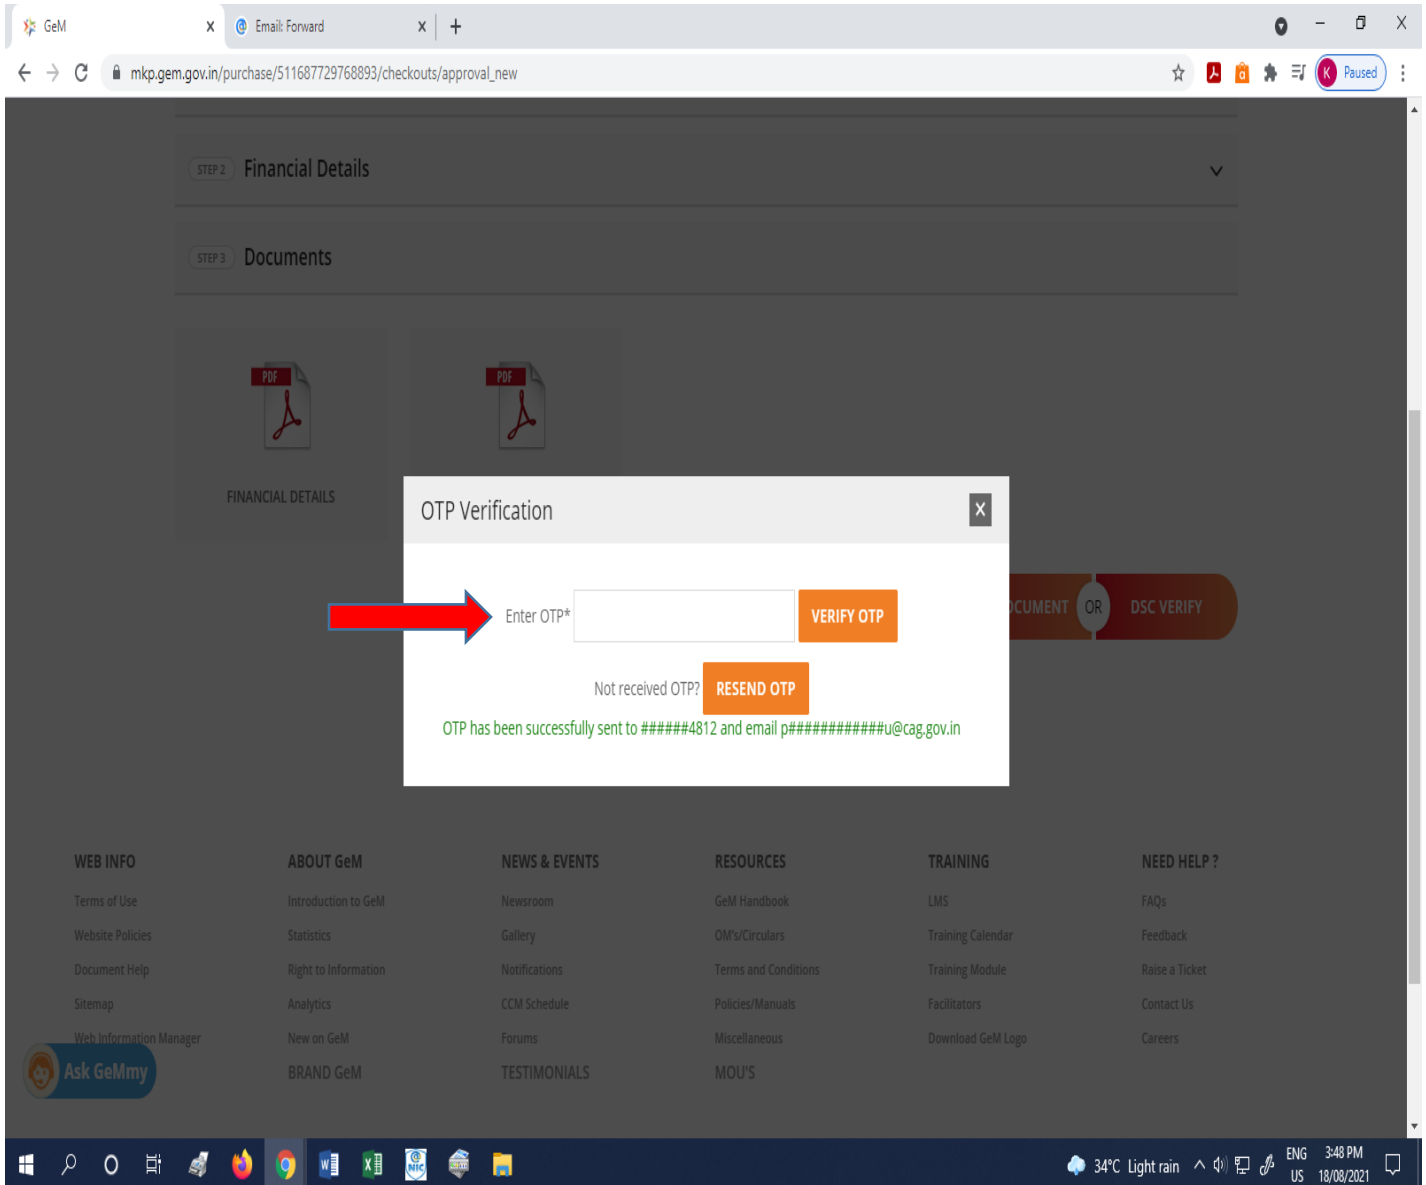 GeM
Email: Forward
mkp.gem.gov.in/purchase/511687729768893/checkouts/approval_new
K Paused
STEP 2 Financial Details
STEP 3 Documents
PDF
PDF
FINANCIAL DETAILS
OTP Verification
X
Enter OTP*
VERIFY OTP
OR
DSC VERIFY
Not received OTP?
RESEND OTP
OTP has been successfully sent to ######4812 and email p############u@cag.gov.in
WEB INFO
Terms of Use
Website Policies
Document Help
Sitemap
Web Information Manager
ABOUT GeM
Introduction to GeM
Statistics
Right to Information
Analytics
New on GeM
BRAND GeM
NEWS & EVENTS
Newsroom
Gallery
Notifications
CCM Schedule
Forums
TESTIMONIALS
RESOURCES
GeM Handbook
OM's/Circulars
Terms and Conditions
Policies/Manuals
Miscellaneous
MOU'S
TRAINING
LMS
Training Calendar
Training Module
Facilitators
Download GeM Logo
NEED HELP ?
FAQs
Feedback
Raise a Ticket
Contact Us
Careers
Ask GeMmy
NIC
34°C Light rain
ENG
US
3:48 PM
18/08/2021